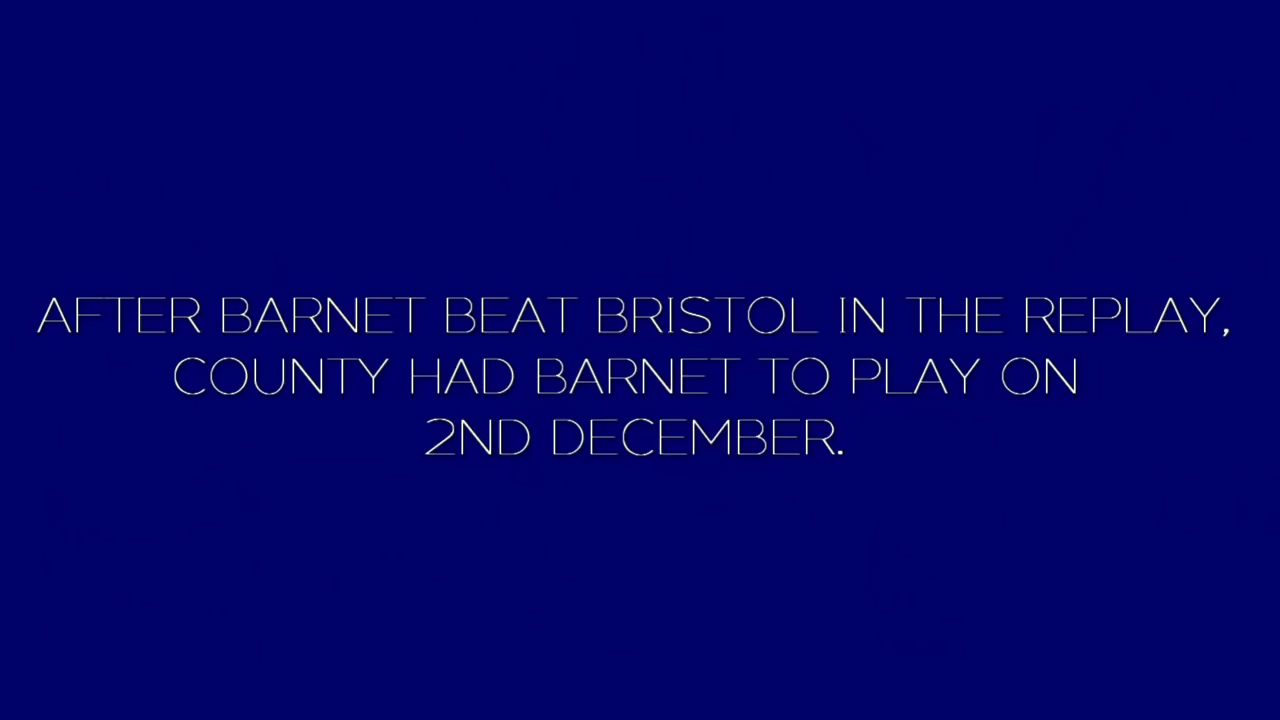 AFTER BARNET BEAT BRISTOL IN THE REPLAY,
COUNTY HAD BARNET TO PLAY ON
2ND DECEMBER.